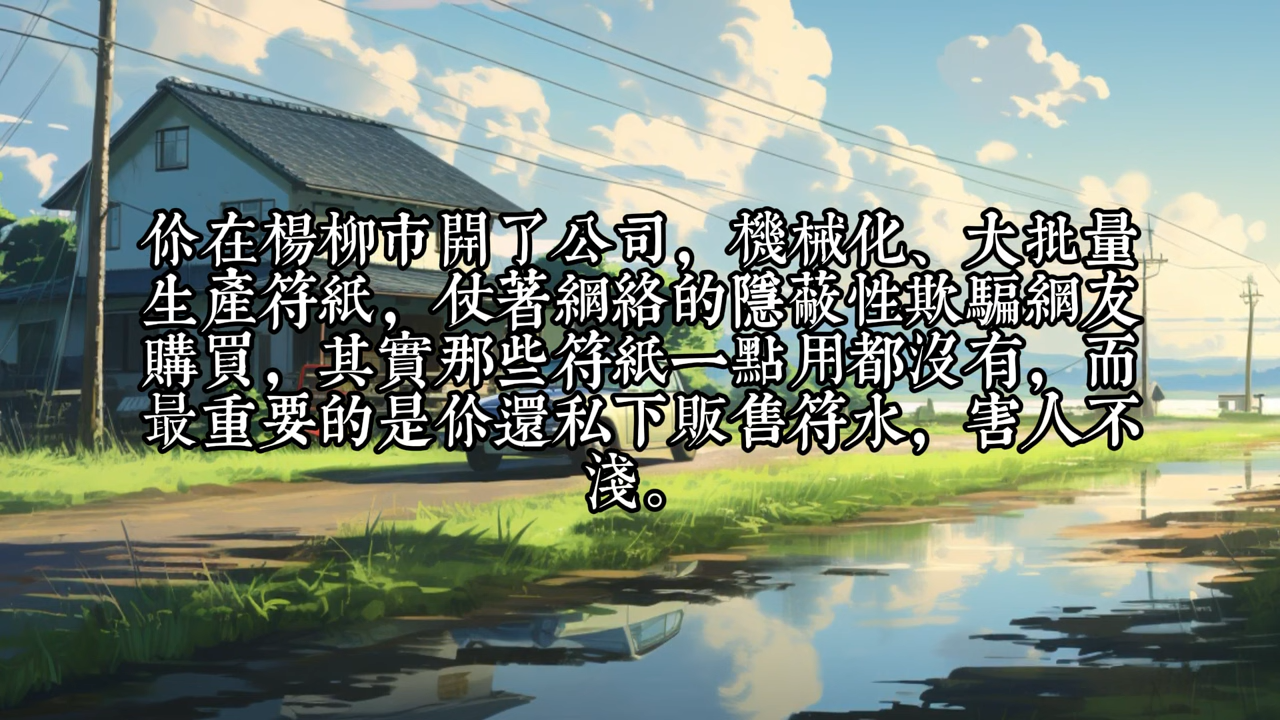 你在楊柳市開了公司，機械化、大批量
生產符紙，仗著網絡的隱蔽性欺騙網友
購買，其實那些符紙一點用都沒有，而
最重要的是你還私下販售符水，害人不
淺。